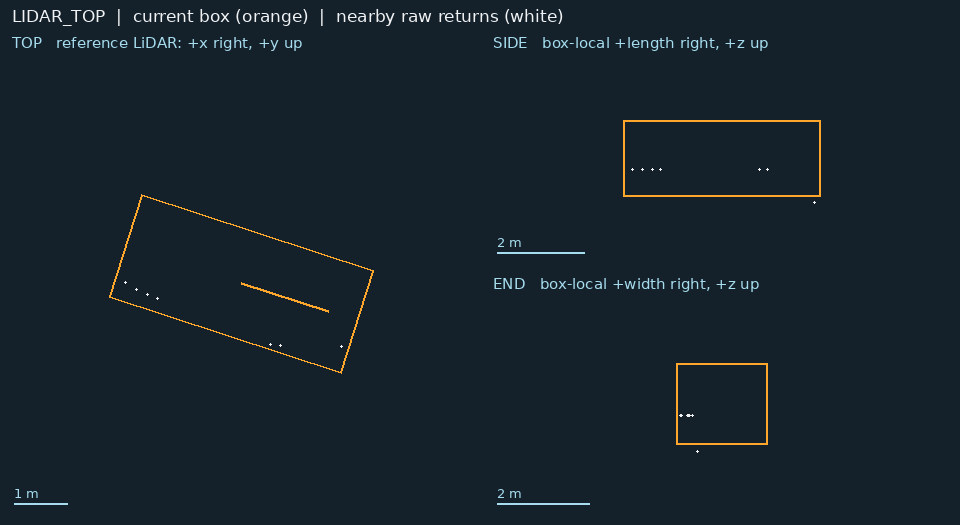 LIDAR_TOP | current box (orange) | nearby raw returns (white)
TOP reference LiDAR: +x right, +y up
SIDE box-local +length right, +z up
2 m
END box-local +width right, +z up
1 m
2 m